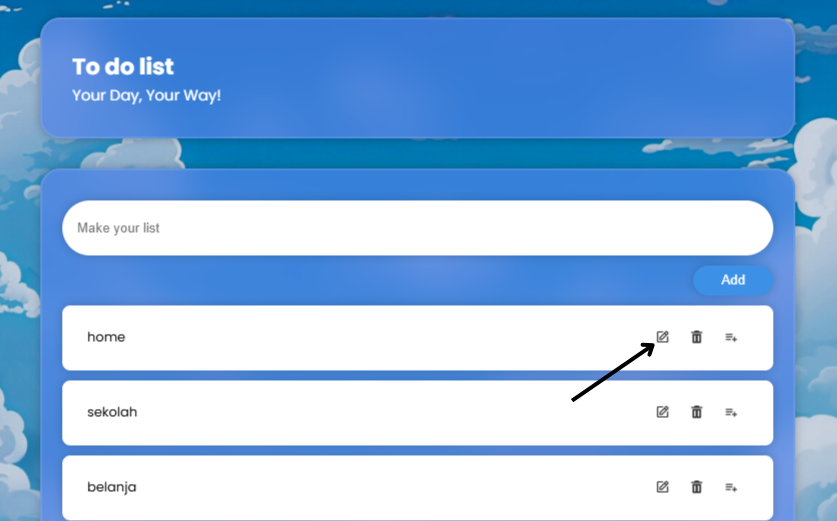 To do list
Your Day, Your Way!
Make your list
Add
home
sekolah
belanja